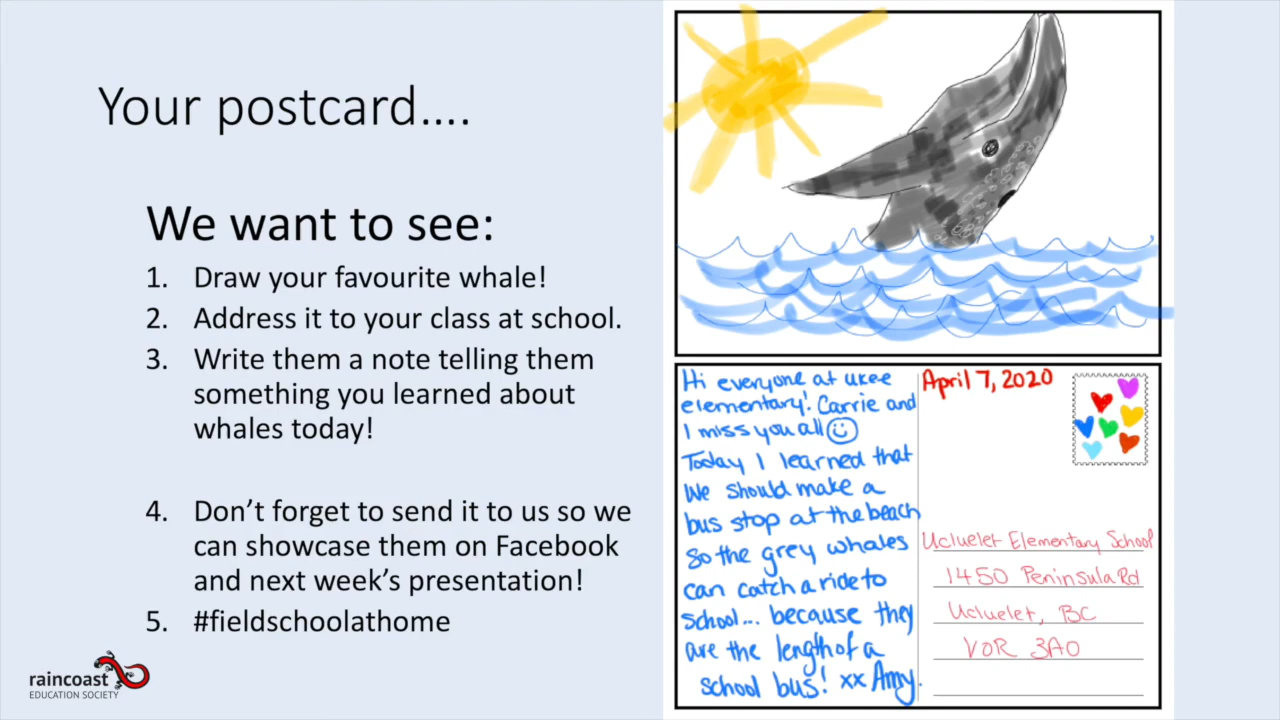 Your postcard....
We want to see:
1. Draw your favourite whale!
2. Address it to your class at school.
3. Write them a note telling them
something you learned about
whales today!
4. Don't forget to send it to us so we
can showcase them on Facebook
and next week's presentation!
5. #fieldschoolathome
raincoast
EDUCATION SOCIETY
Hi everyone at ukee
elementary! Carrie and
I miss you all
Today I learned that
We should make a
bus stop at the beach
So the grey whales
can catch a ride to
School... because they
are the length of a
school bus! xx Amy.
April 7, 2020
Ucluelet Elementary School
1450 Peninsula Rd
Ucluelet, BC
V0R 3A0